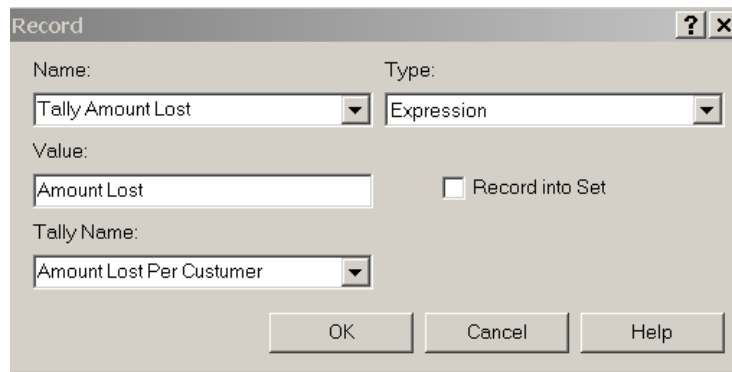 Record ? ×
Name: Type:
Tally Amount Lost Expression
Value:
Amount Lost Record into Set
Tally Name:
Amount Lost Per Custumer
OK Cancel Help